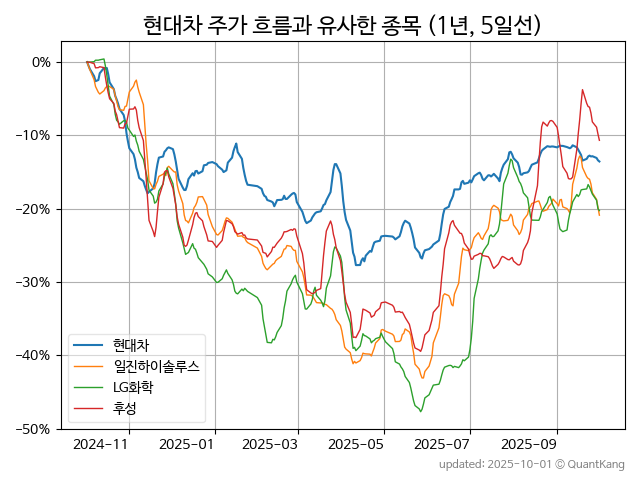 현대차 주가 흐름과 유사한 종목 (1년, 5일선)
0%
−10%
−20%
−30%
−40%
−50%
현대차
일진하이솔루스
LG화학
후성
2024−11
2025−01
2025−03
2025−05
2025−07
2025−09
updated: 2025-10-01 © QuantKang